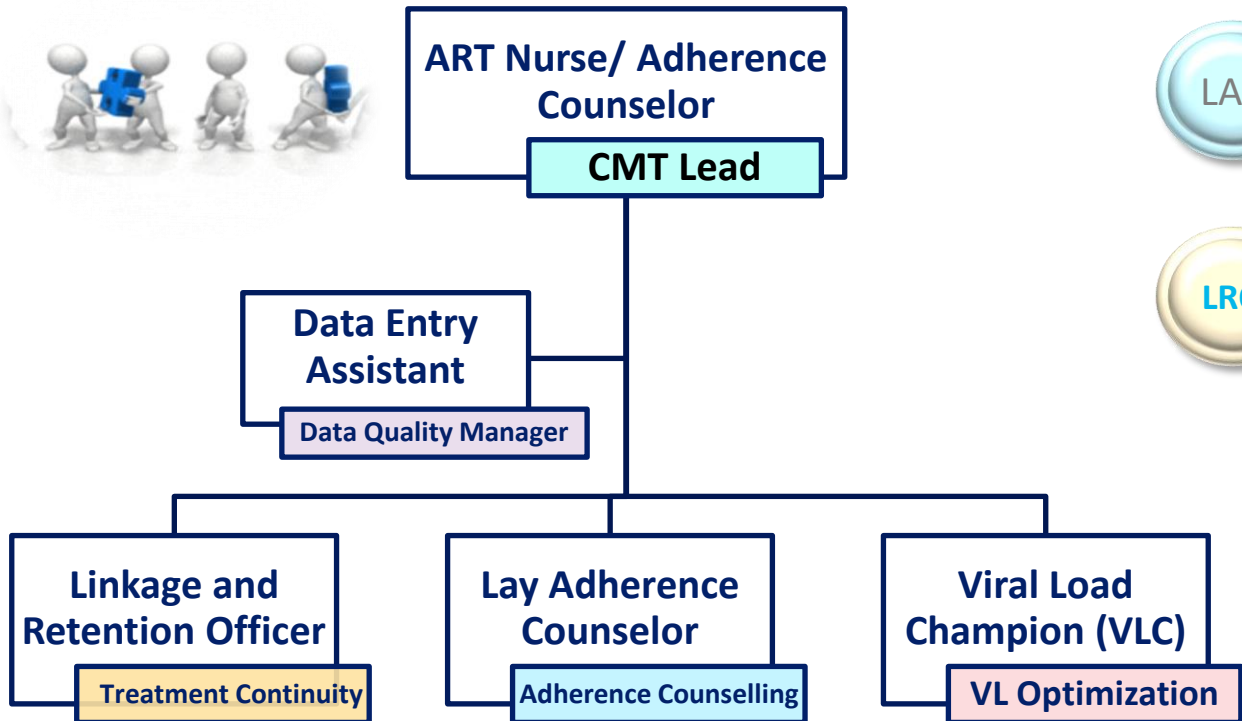 ART Nurse/ Adherence
Counselor
CMT Lead
LA
Data Entry
Assistant
Data Quality Manager
Linkage and
Retention Officer
Treatment Continuity
Lay Adherence
Counselor
Adherence Counselling
Viral Load
Champion (VLC)
VL Optimization